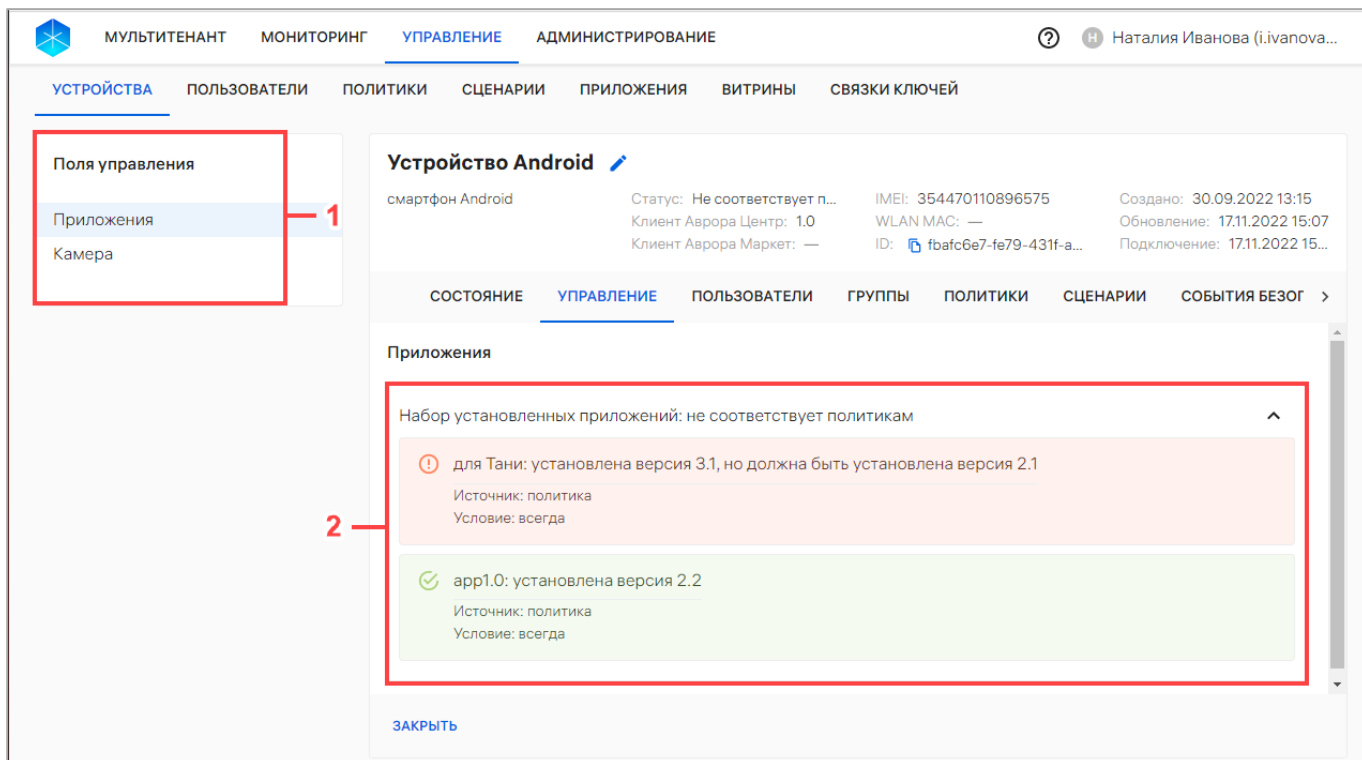 МУЛЬТИТЕНАНТ МОНИТОРИНГ УПРАВЛЕНИЕ АДМИНИСТРИРОВАНИЕ
Н Наталия Иванова (i.ivanova...
УСТРОЙСТВА ПОЛЬЗОВАТЕЛИ ПОЛИТИКИ СЦЕНАРИИ ПРИЛОЖЕНИЯ ВИТРИНЫ СВЯЗКИ КЛЮЧЕЙ
Поля управления
Приложения
Камера
1
Устройство Android
смартфон Android
Статус: Не соответствует п...
Клиент Аврора Центр: 1.0
Клиент Аврора Маркет: —
IMEI: 354470110896575
WLAN MAC: —
ID: fbafc6e7-fe79-431f-a...
Создано: 30.09.2022 13:15
Обновление: 17.11.2022 15:07
Подключение: 17.11.2022 15...
СОСТОЯНИЕ УПРАВЛЕНИЕ ПОЛЬЗОВАТЕЛИ ГРУППЫ ПОЛИТИКИ СЦЕНАРИИ СОБЫТИЯ БЕЗОГ
Приложения
Набор установленных приложений: не соответствует политикам
для Тани: установлена версия 3.1, но должна быть установлена версия 2.1
Источник: политика
Условие: всегда
2
app1.0: установлена версия 2.2
Источник: политика
Условие: всегда
ЗАКРЫТЬ